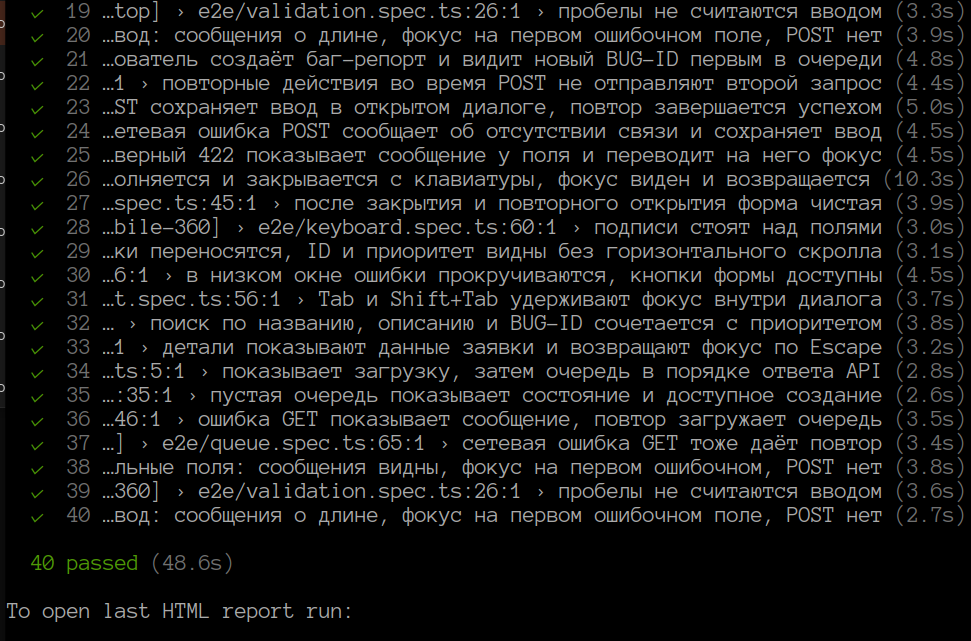 ✓ 19 …top] › e2e/validation.spec.ts:26:1 › пробелы не считаются вводом (3.3s)
✓ 20 …вод: сообщения о длине, фокус на первом ошибочном поле, POST нет (3.9s)
✓ 21 …ователь создаёт баг-репорт и видит новый BUG-ID первым в очереди (4.8s)
✓ 22 …1 › повторные действия во время POST не отправляют второй запрос (4.4s)
✓ 23 …ST сохраняет ввод в открытом диалоге, повтор завершается успехом (5.0s)
✓ 24 …етевая ошибка POST сообщает об отсутствии связи и сохраняет ввод (4.5s)
✓ 25 …верный 422 показывает сообщение у поля и переводит на него фокус (4.5s)
✓ 26 …олняется и закрывается с клавиатуры, фокус виден и возвращается (10.3s)
✓ 27 …spec.ts:45:1 › после закрытия и повторного открытия форма чистая (3.9s)
✓ 28 …bile-360] › e2e/keyboard.spec.ts:60:1 › подписи стоят над полями (3.0s)
✓ 29 …ки переносятся, ID и приоритет видны без горизонтального скролла (3.1s)
✓ 30 …6:1 › в низком окне ошибки прокручиваются, кнопки формы доступны (4.5s)
✓ 31 …t.spec.ts:56:1 › Tab и Shift+Tab удерживают фокус внутри диалога (3.7s)
✓ 32 … › поиск по названию, описанию и BUG-ID сочетается с приоритетом (3.8s)
✓ 33 …1 › детали показывают данные заявки и возвращают фокус по Escape (3.2s)
✓ 34 …ts:5:1 › показывает загрузку, затем очередь в порядке ответа API (2.8s)
✓ 35 …:35:1 › пустая очередь показывает состояние и доступное создание (2.6s)
✓ 36 …46:1 › ошибка GET показывает сообщение, повтор загружает очередь (3.5s)
✓ 37 …] › e2e/queue.spec.ts:65:1 › сетевая ошибка GET тоже даёт повтор (3.4s)
✓ 38 …льные поля: сообщения видны, фокус на первом ошибочном, POST нет (3.8s)
✓ 39 …360] › e2e/validation.spec.ts:26:1 › пробелы не считаются вводом (3.6s)
✓ 40 …вод: сообщения о длине, фокус на первом ошибочном поле, POST нет (2.7s)
40 passed (48.6s)
To open last HTML report run: